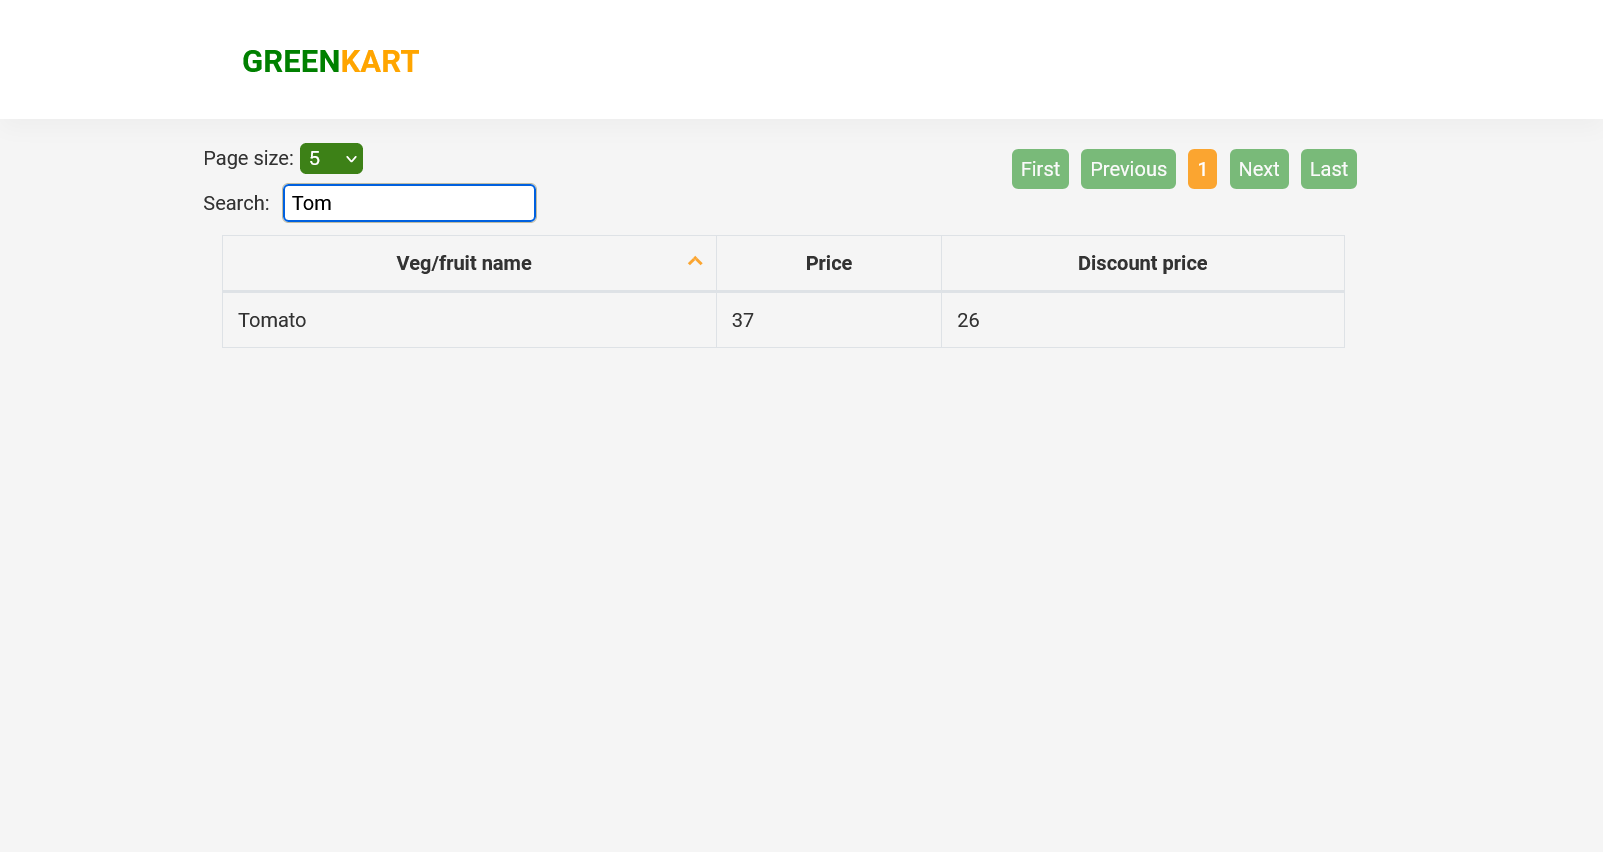 GREENKART
Page size: 5
First Previous 1 Next Last
Search: Tom
Veg/fruit name Price Discount price
Tomato 37 26